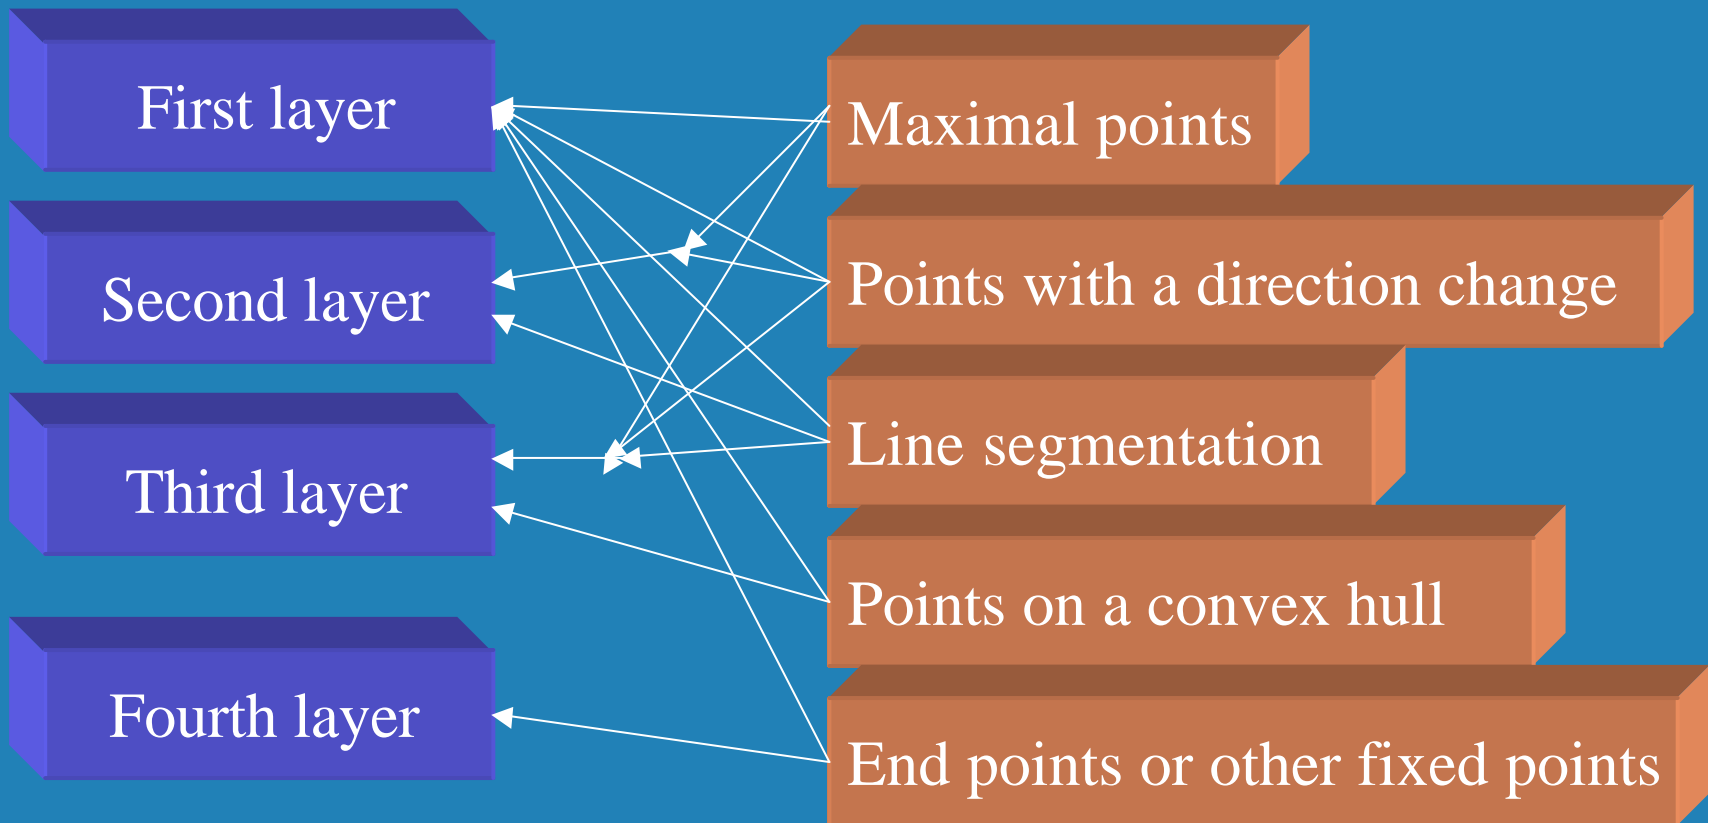 First layer
Second layer
Third layer
Fourth layer
Maximal points
Points with a direction change
Line segmentation
Points on a convex hull
End points or other fixed points